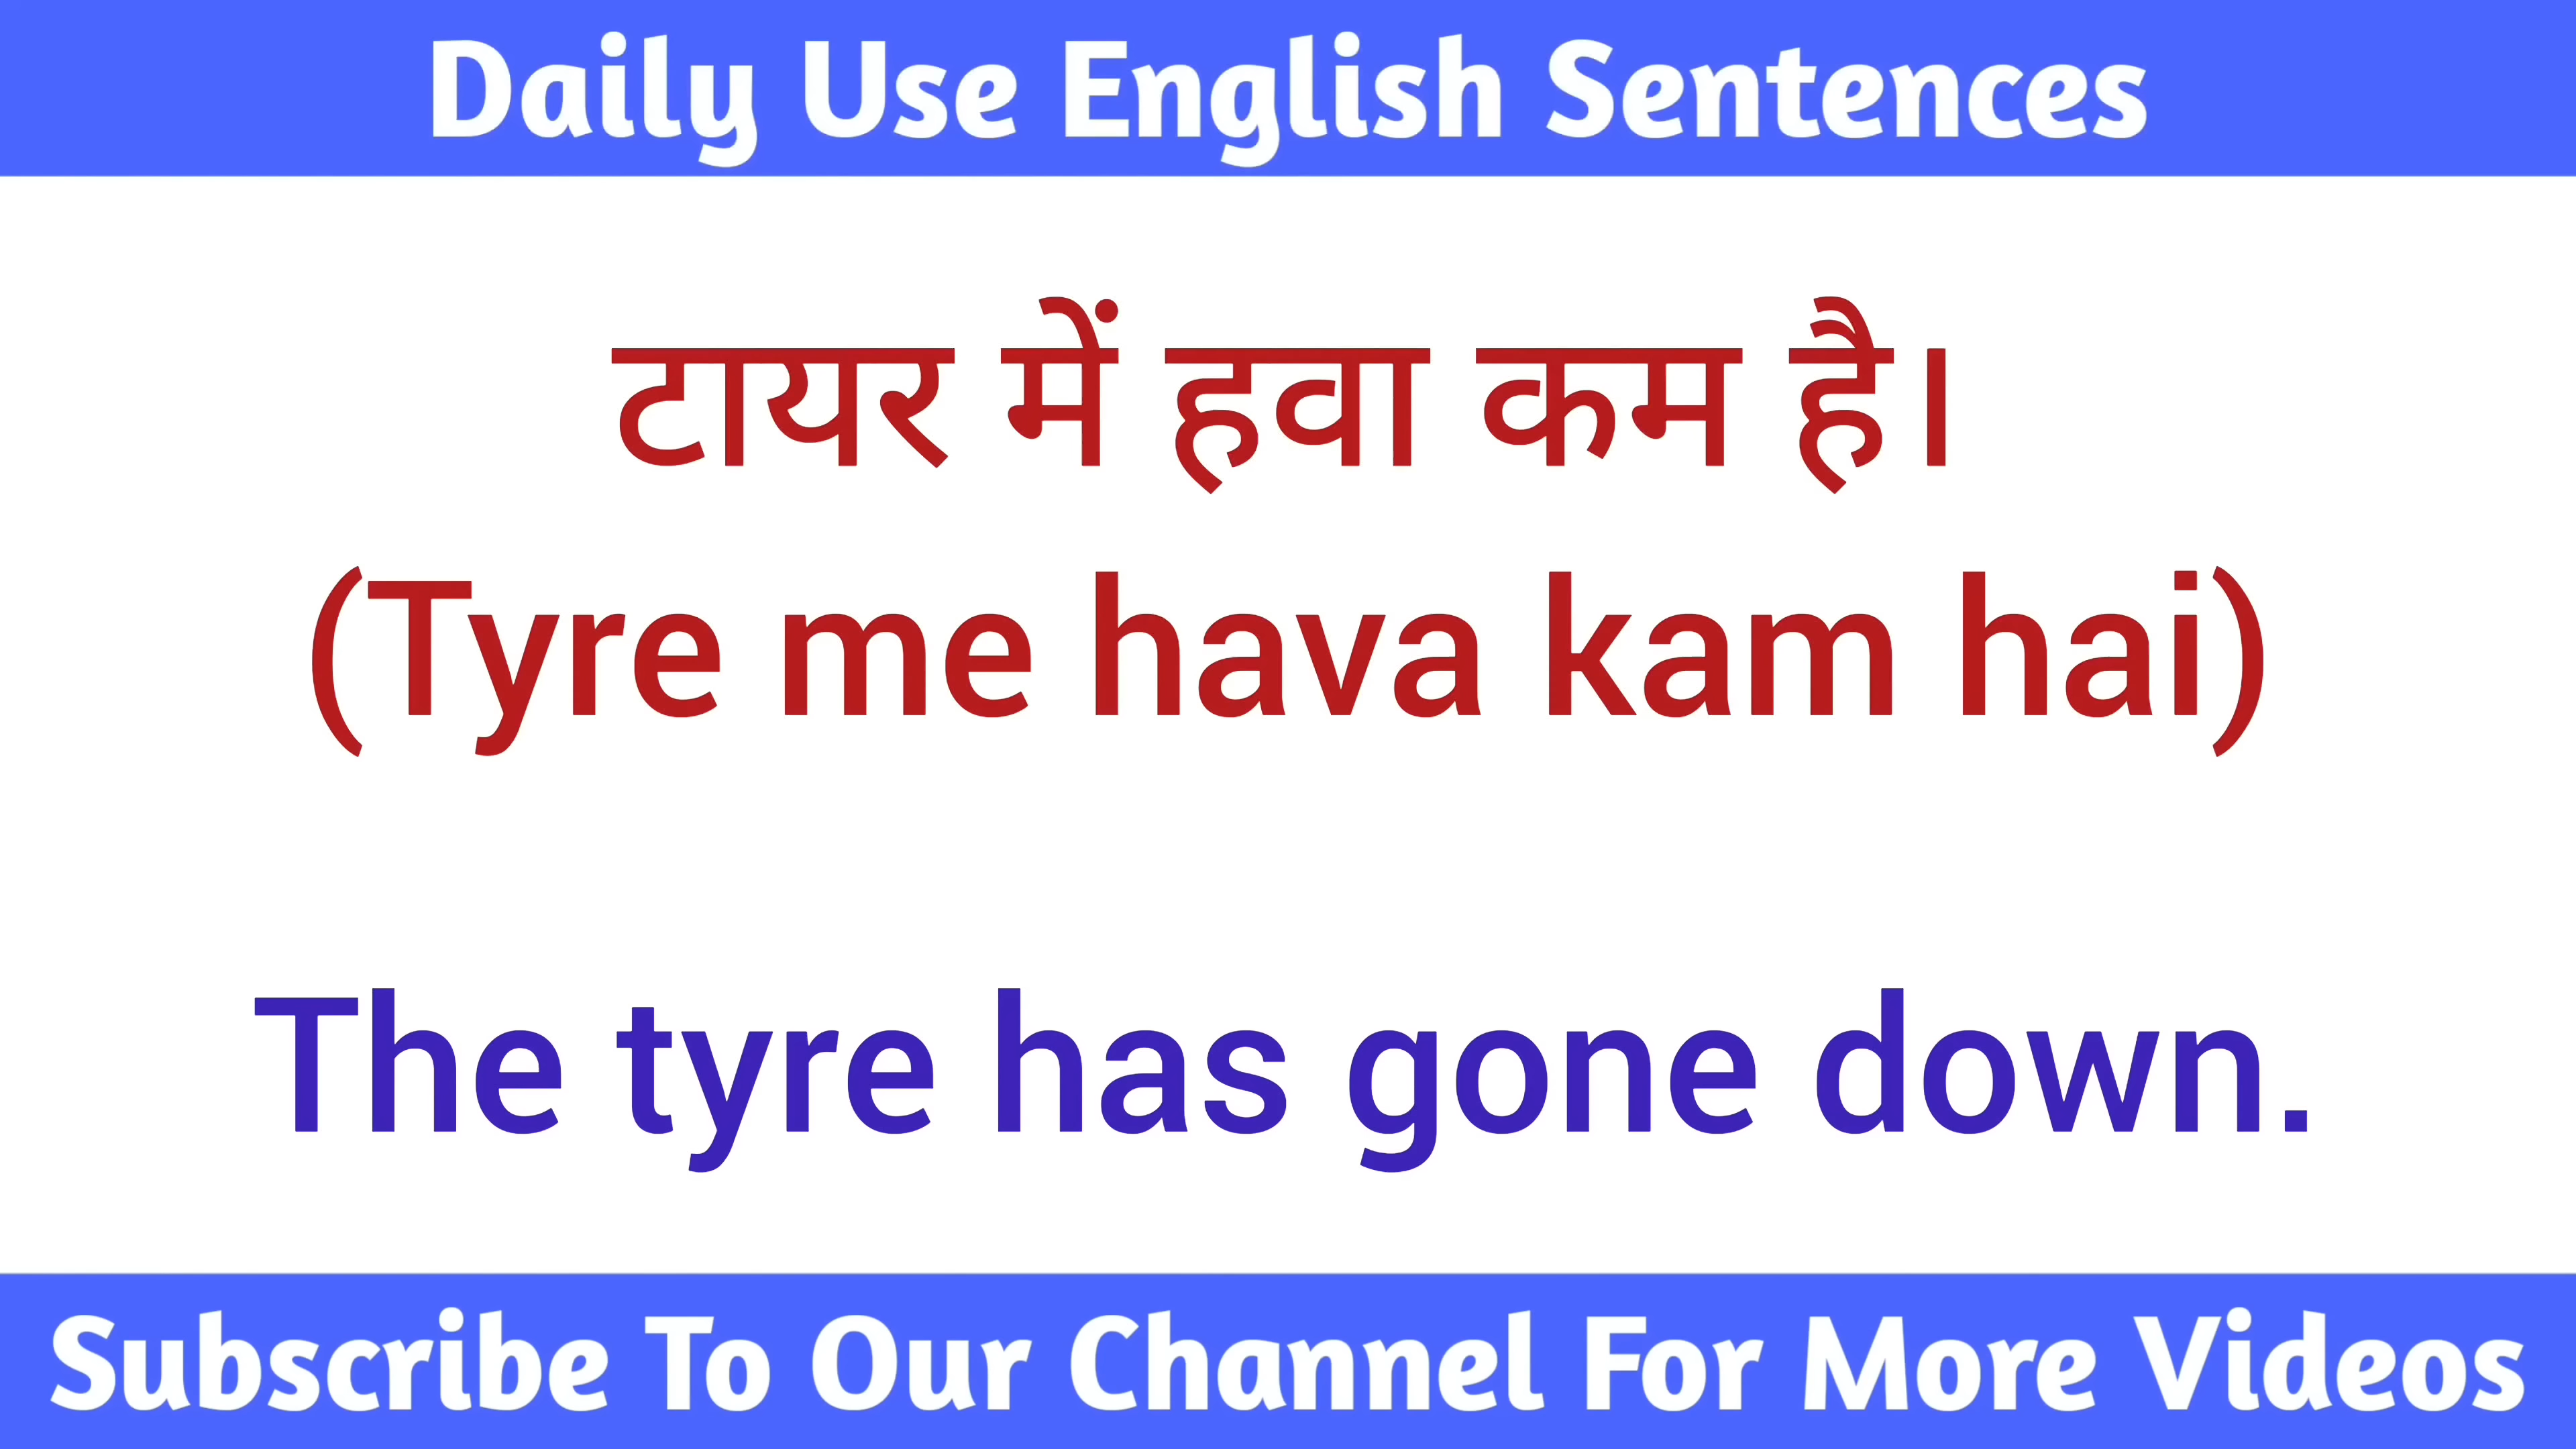 Daily Use English Sentences
टायर में हवा कम है।
(Tyre me hava kam hai)
The tyre has gone down.
Subscribe To Our Channel For More Videos